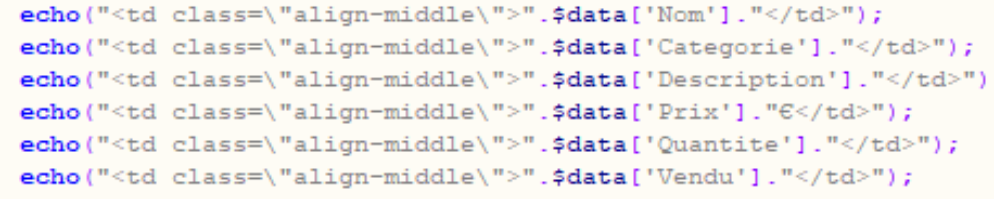 echo("<td class=\"align-middle\">".$data['Nom']."</td>");
echo("<td class=\"align-middle\">".$data['Categorie']."</td>");
echo("<td class=\"align-middle\">".$data['Description']."</td>")
echo("<td class=\"align-middle\">".$data['Prix']."€</td>");
echo("<td class=\"align-middle\">".$data['Quantite']."</td>");
echo("<td class=\"align-middle\">".$data['Vendu']."</td>");